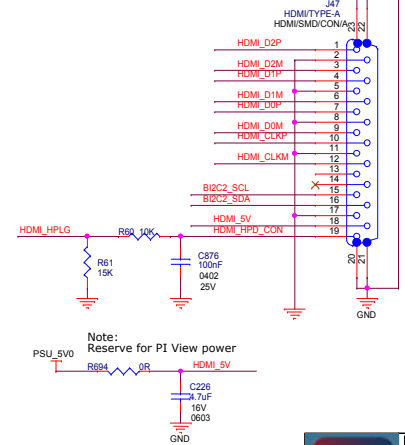 J47
HDMI/TYPE-A
HDMI/SMD/CON/A
23
22
HDMI_D2P
1
2
HDMI_D2M
3
HDMI_D1P
4
5
HDMI_D1M
6
HDMI_D0P
7
8
HDMI_D0M
9
HDMI_CLKP
10
11
HDMI_CLKM
12
13
14
BI2C2_SCL
15
BI2C2_SDA
16
17
HDMI_5V
18
HDMI_HPLG
R60 10K
HDMI_HPD_CON
19
R61
15K
C876
100nF
0402
25V
20
21
GND
Note:
Reserve for PI View power
PSU_5V0
R694
0R
HDMI_5V
C226
4.7uF
16V
0603
GND